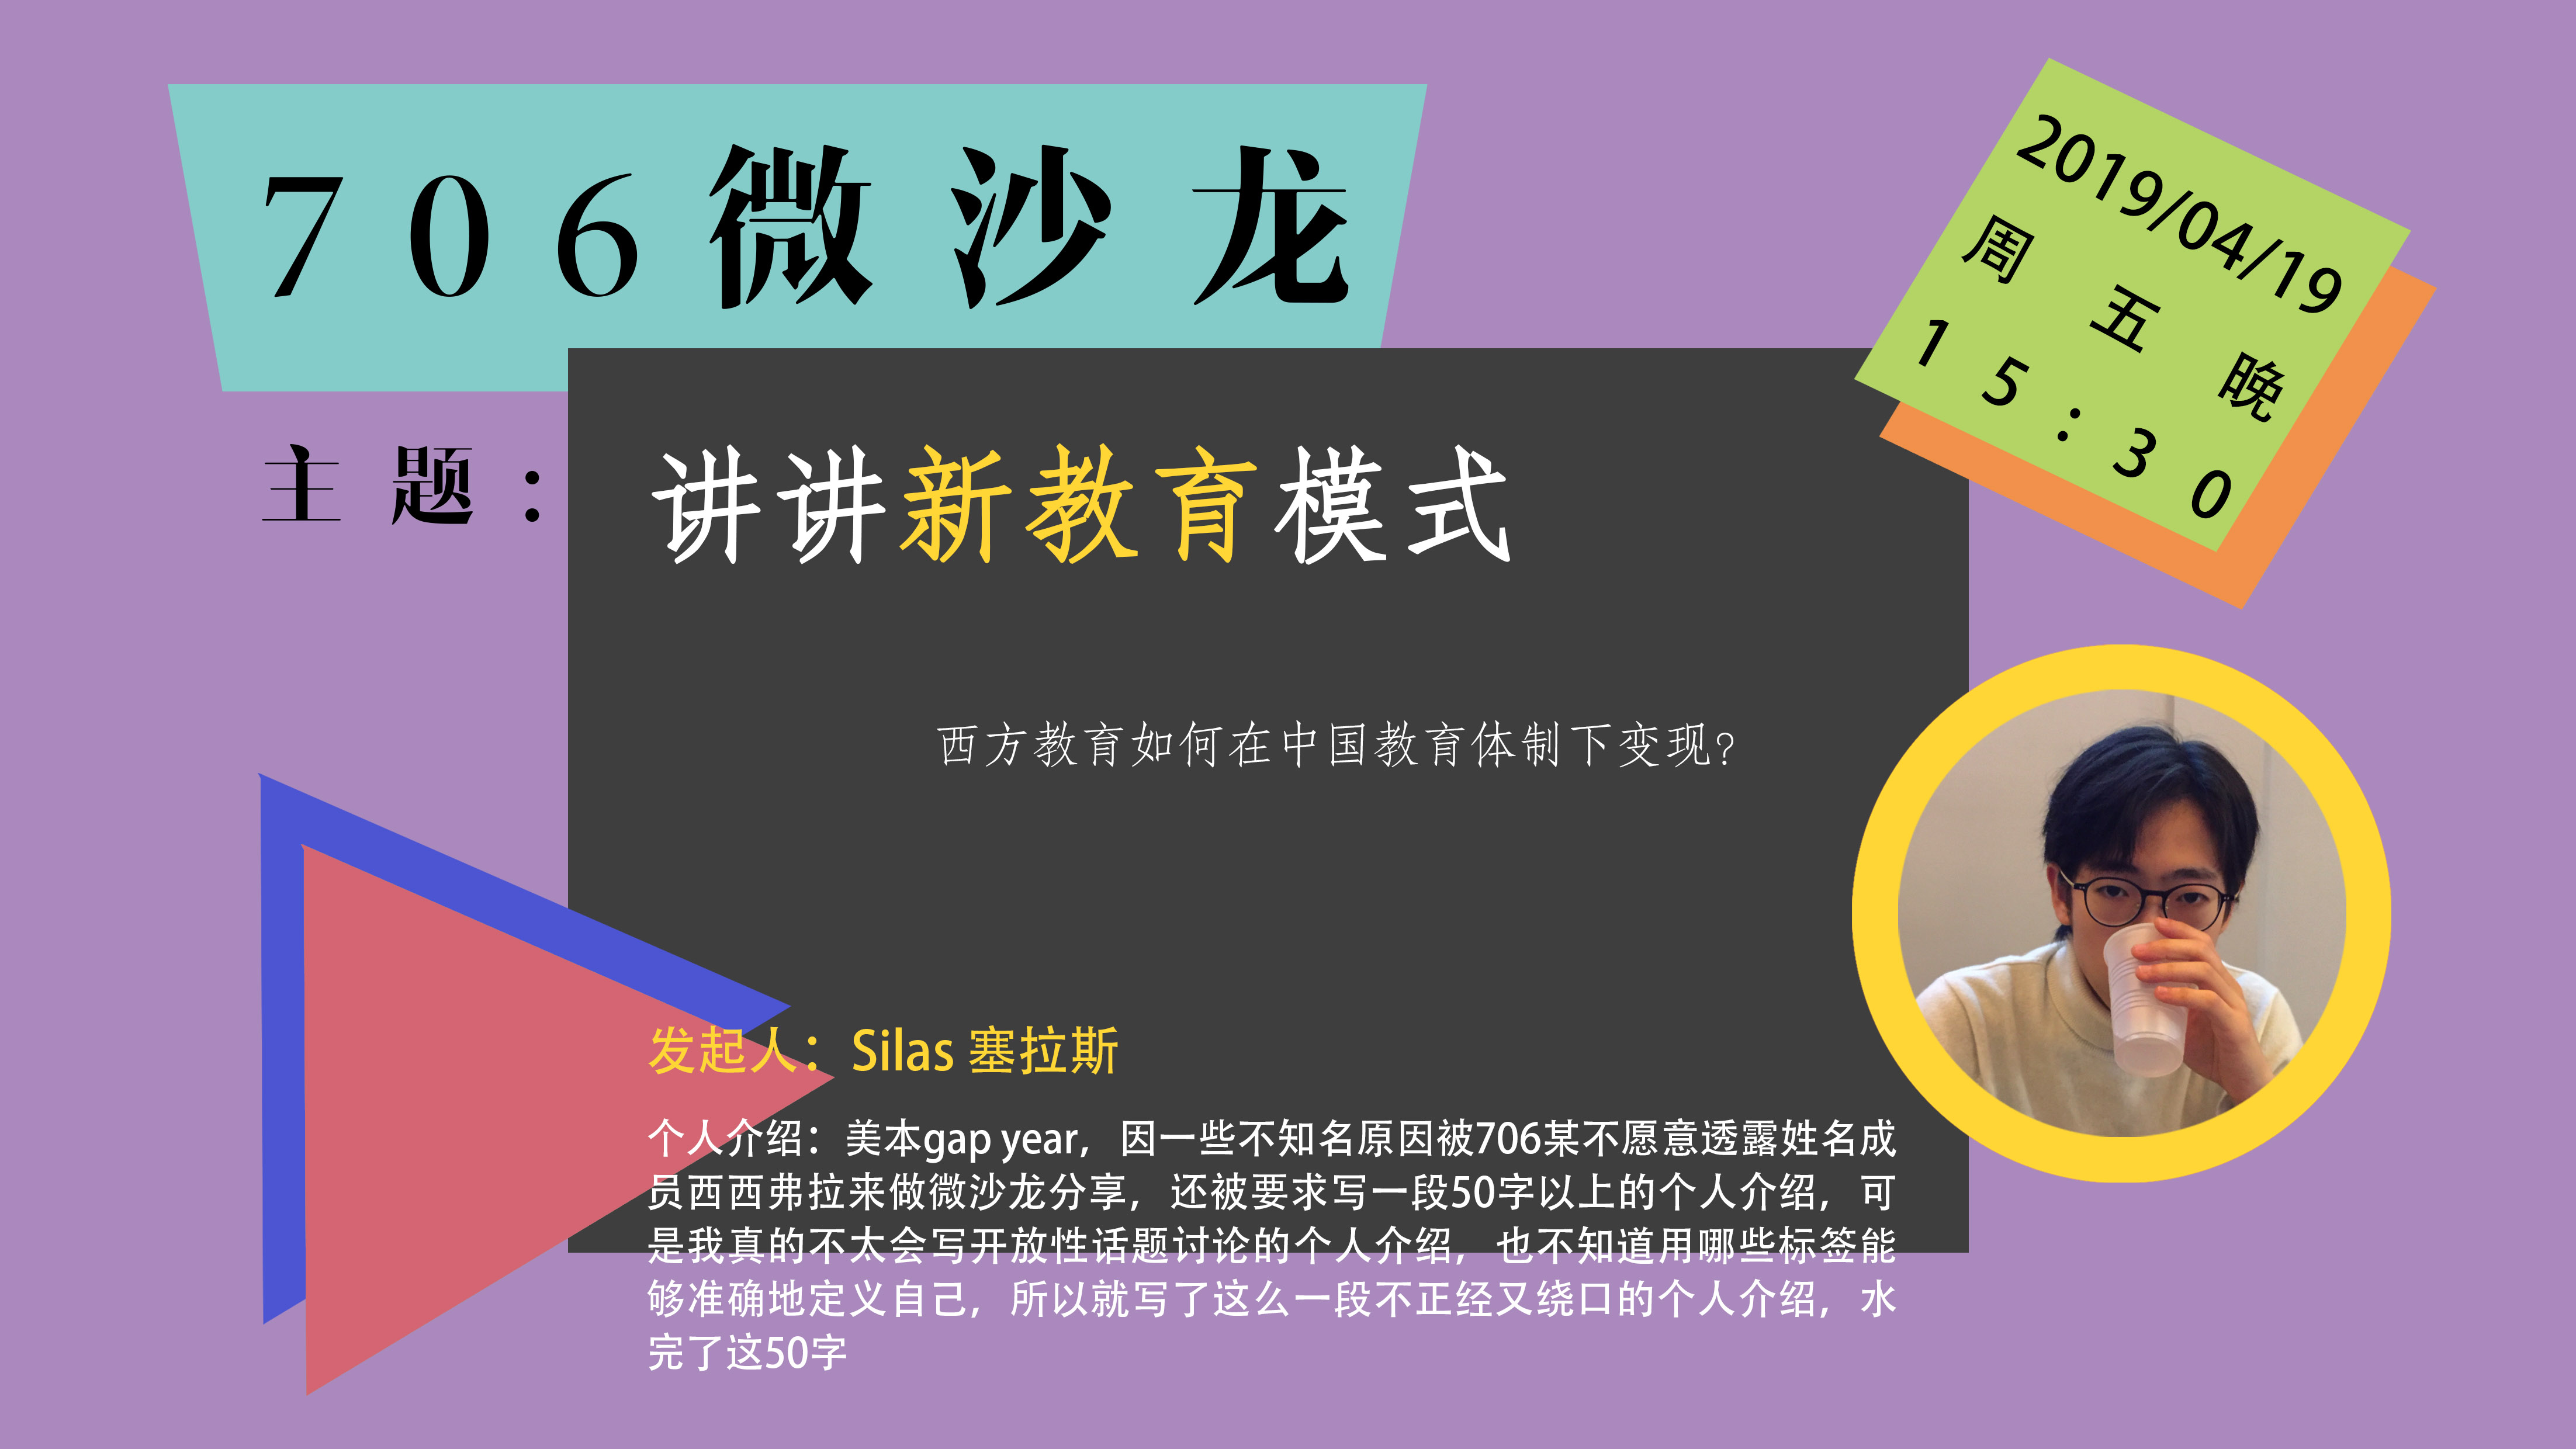 706微沙龙
2019/04/19
周五晚
15:30
主题：
讲讲新教育模式
西方教育如何在中国教育体制下变现？
发起人：Silas 塞拉斯
个人介绍：美本gap year，因一些不知名原因被706某不愿意透露姓名成
员西西弗拉来做微沙龙分享，还被要求写一段50字以上的个人介绍，可
是我真的不太会写开放性话题讨论的个人介绍，也不知道用哪些标签能
够准确地定义自己，所以就写了这么一段不正经又绕口的个人介绍，水
完了这50字